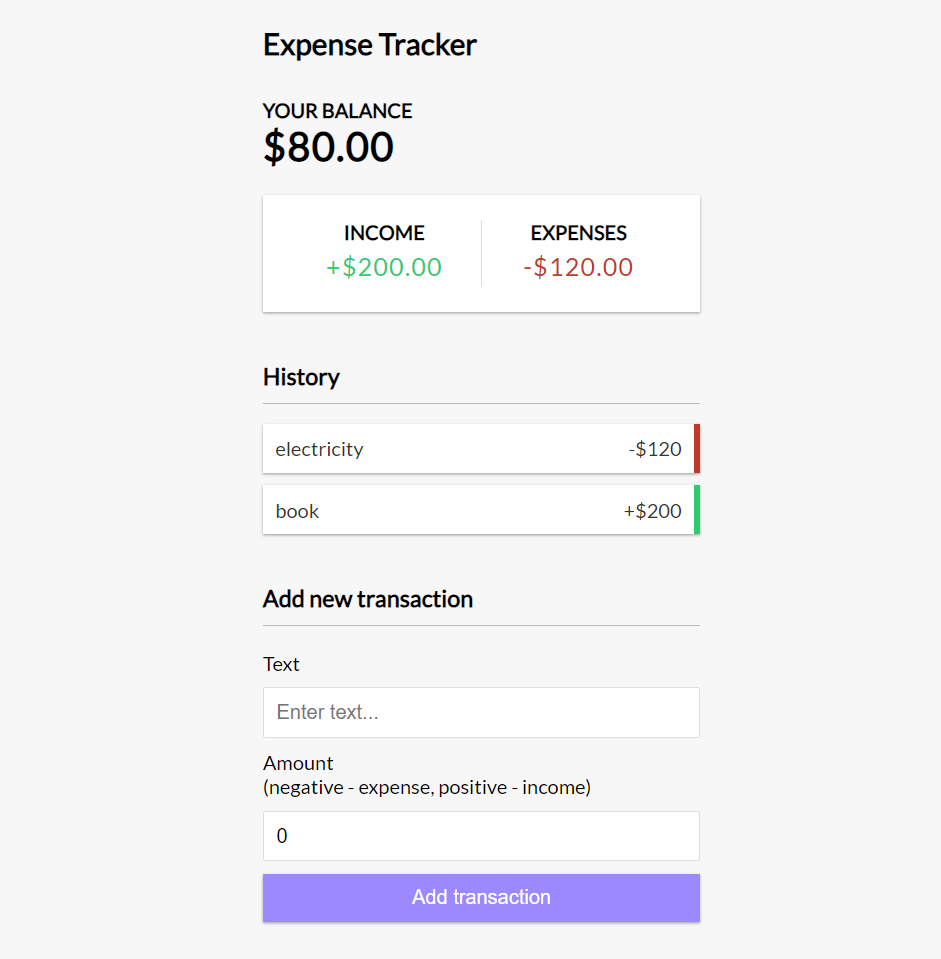 Expense Tracker
YOUR BALANCE
$80.00
INCOME EXPENSES
+$200.00 -$120.00
History
electricity -$120
book +$200
Add new transaction
Text
Enter text...
Amount
(negative - expense, positive - income)
0
Add transaction